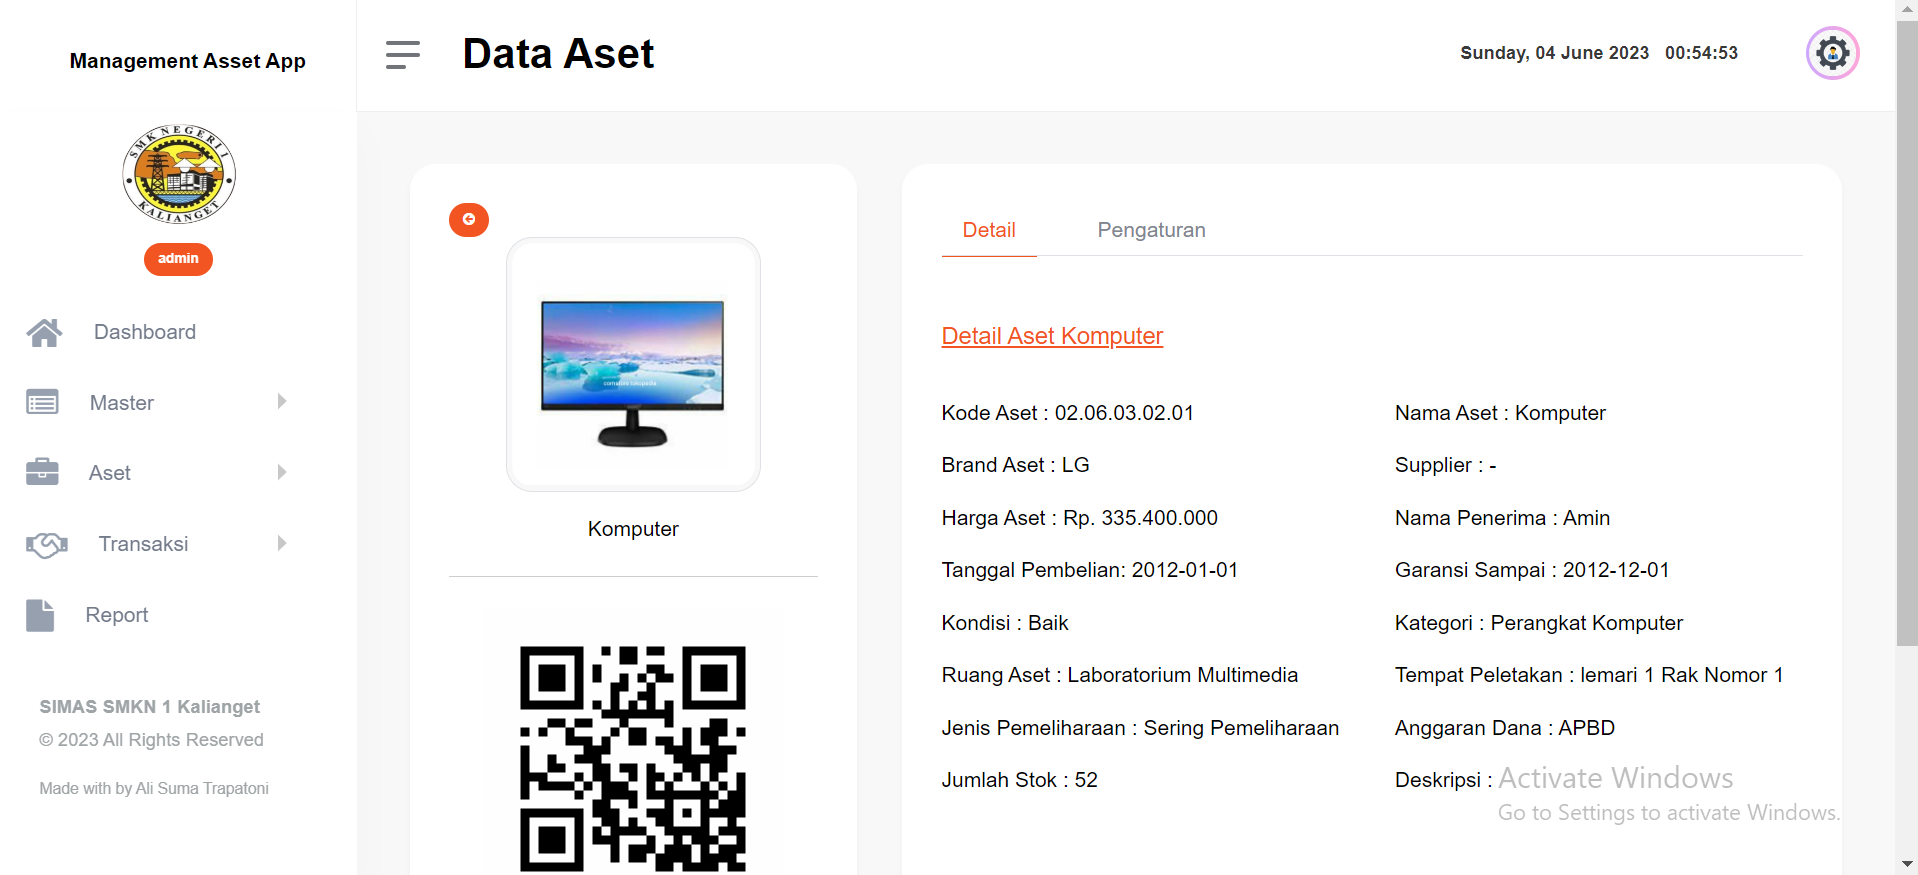 Management Asset App
SMK NEGERI 1
KALIANGET
admin
Dashboard
Master
Aset
Transaksi
Report
SIMAS SMKN 1 Kalianget
© 2023 All Rights Reserved
Made with by Ali Suma Trapatoni
Data Aset
Sunday, 04 June 2023 00:54:53
Komputer
Detail Pengaturan
Detail Aset Komputer
Kode Aset : 02.06.03.02.01
Nama Aset : Komputer
Brand Aset : LG
Supplier : -
Harga Aset : Rp. 335.400.000
Nama Penerima : Amin
Tanggal Pembelian: 2012-01-01
Garansi Sampai : 2012-12-01
Kondisi : Baik
Kategori : Perangkat Komputer
Ruang Aset : Laboratorium Multimedia
Tempat Peletakan : lemari 1 Rak Nomor 1
Jenis Pemeliharaan : Sering Pemeliharaan
Anggaran Dana : APBD
Jumlah Stok : 52
Deskripsi :
Activate Windows
Go to Settings to activate Windows.